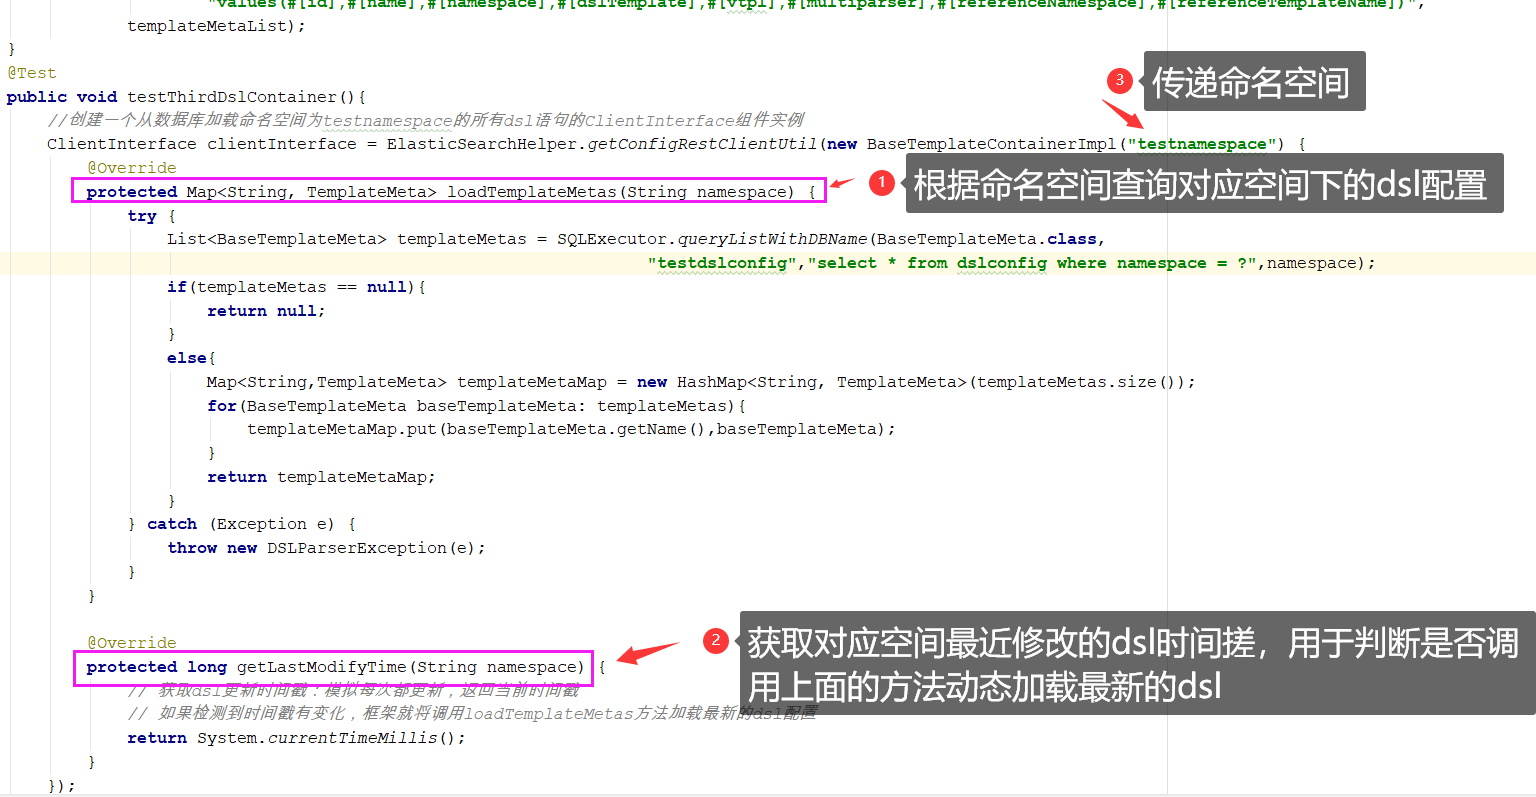 "values(#[id],#[name],#[namespace],#[dslTemplate],#[vtpl],#[multiparser],#[referenceNamespace],#[referenceTemplateName])",
templateMetaList);
}
@Test
public void testThirdDslContainer(){
//创建一个从数据库加载命名空间为testnamespace的所有dsl语句的ClientInterface组件实例
3 传递命名空间
ClientInterface clientInterface = ElasticSearchHelper.getConfigRestClientUtil(new BaseTemplateContainerImpl("testnamespace") {
@Override
protected Map<String, TemplateMeta> loadTemplateMetas(String namespace) {
1 根据命名空间查询对应空间下的dsl配置
try {
List<BaseTemplateMeta> templateMetas = SQLExecutor.queryListWithDBName(BaseTemplateMeta.class,
"testdslconfig","select * from dslconfig where namespace = ?",namespace);
if(templateMetas == null){
return null;
}
else{
Map<String,TemplateMeta> templateMetaMap = new HashMap<String, TemplateMeta>(templateMetas.size());
for(BaseTemplateMeta baseTemplateMeta: templateMetas){
templateMetaMap.put(baseTemplateMeta.getName(),baseTemplateMeta);
}
return templateMetaMap;
}
} catch (Exception e) {
throw new DSLParserException(e);
}
}
@Override
protected long getLastModifyTime(String namespace) {
2 获取对应空间最近修改的dsl时间搓，用于判断是否调
用上面的方法动态加载最新的dsl
// 获取dsl更新时间戳：模拟每次都更新，返回当前时间戳
// 如果检测到时间戳有变化，框架就将调用loadTemplateMetas方法加载最新的dsl配置
return System.currentTimeMillis();
}
});